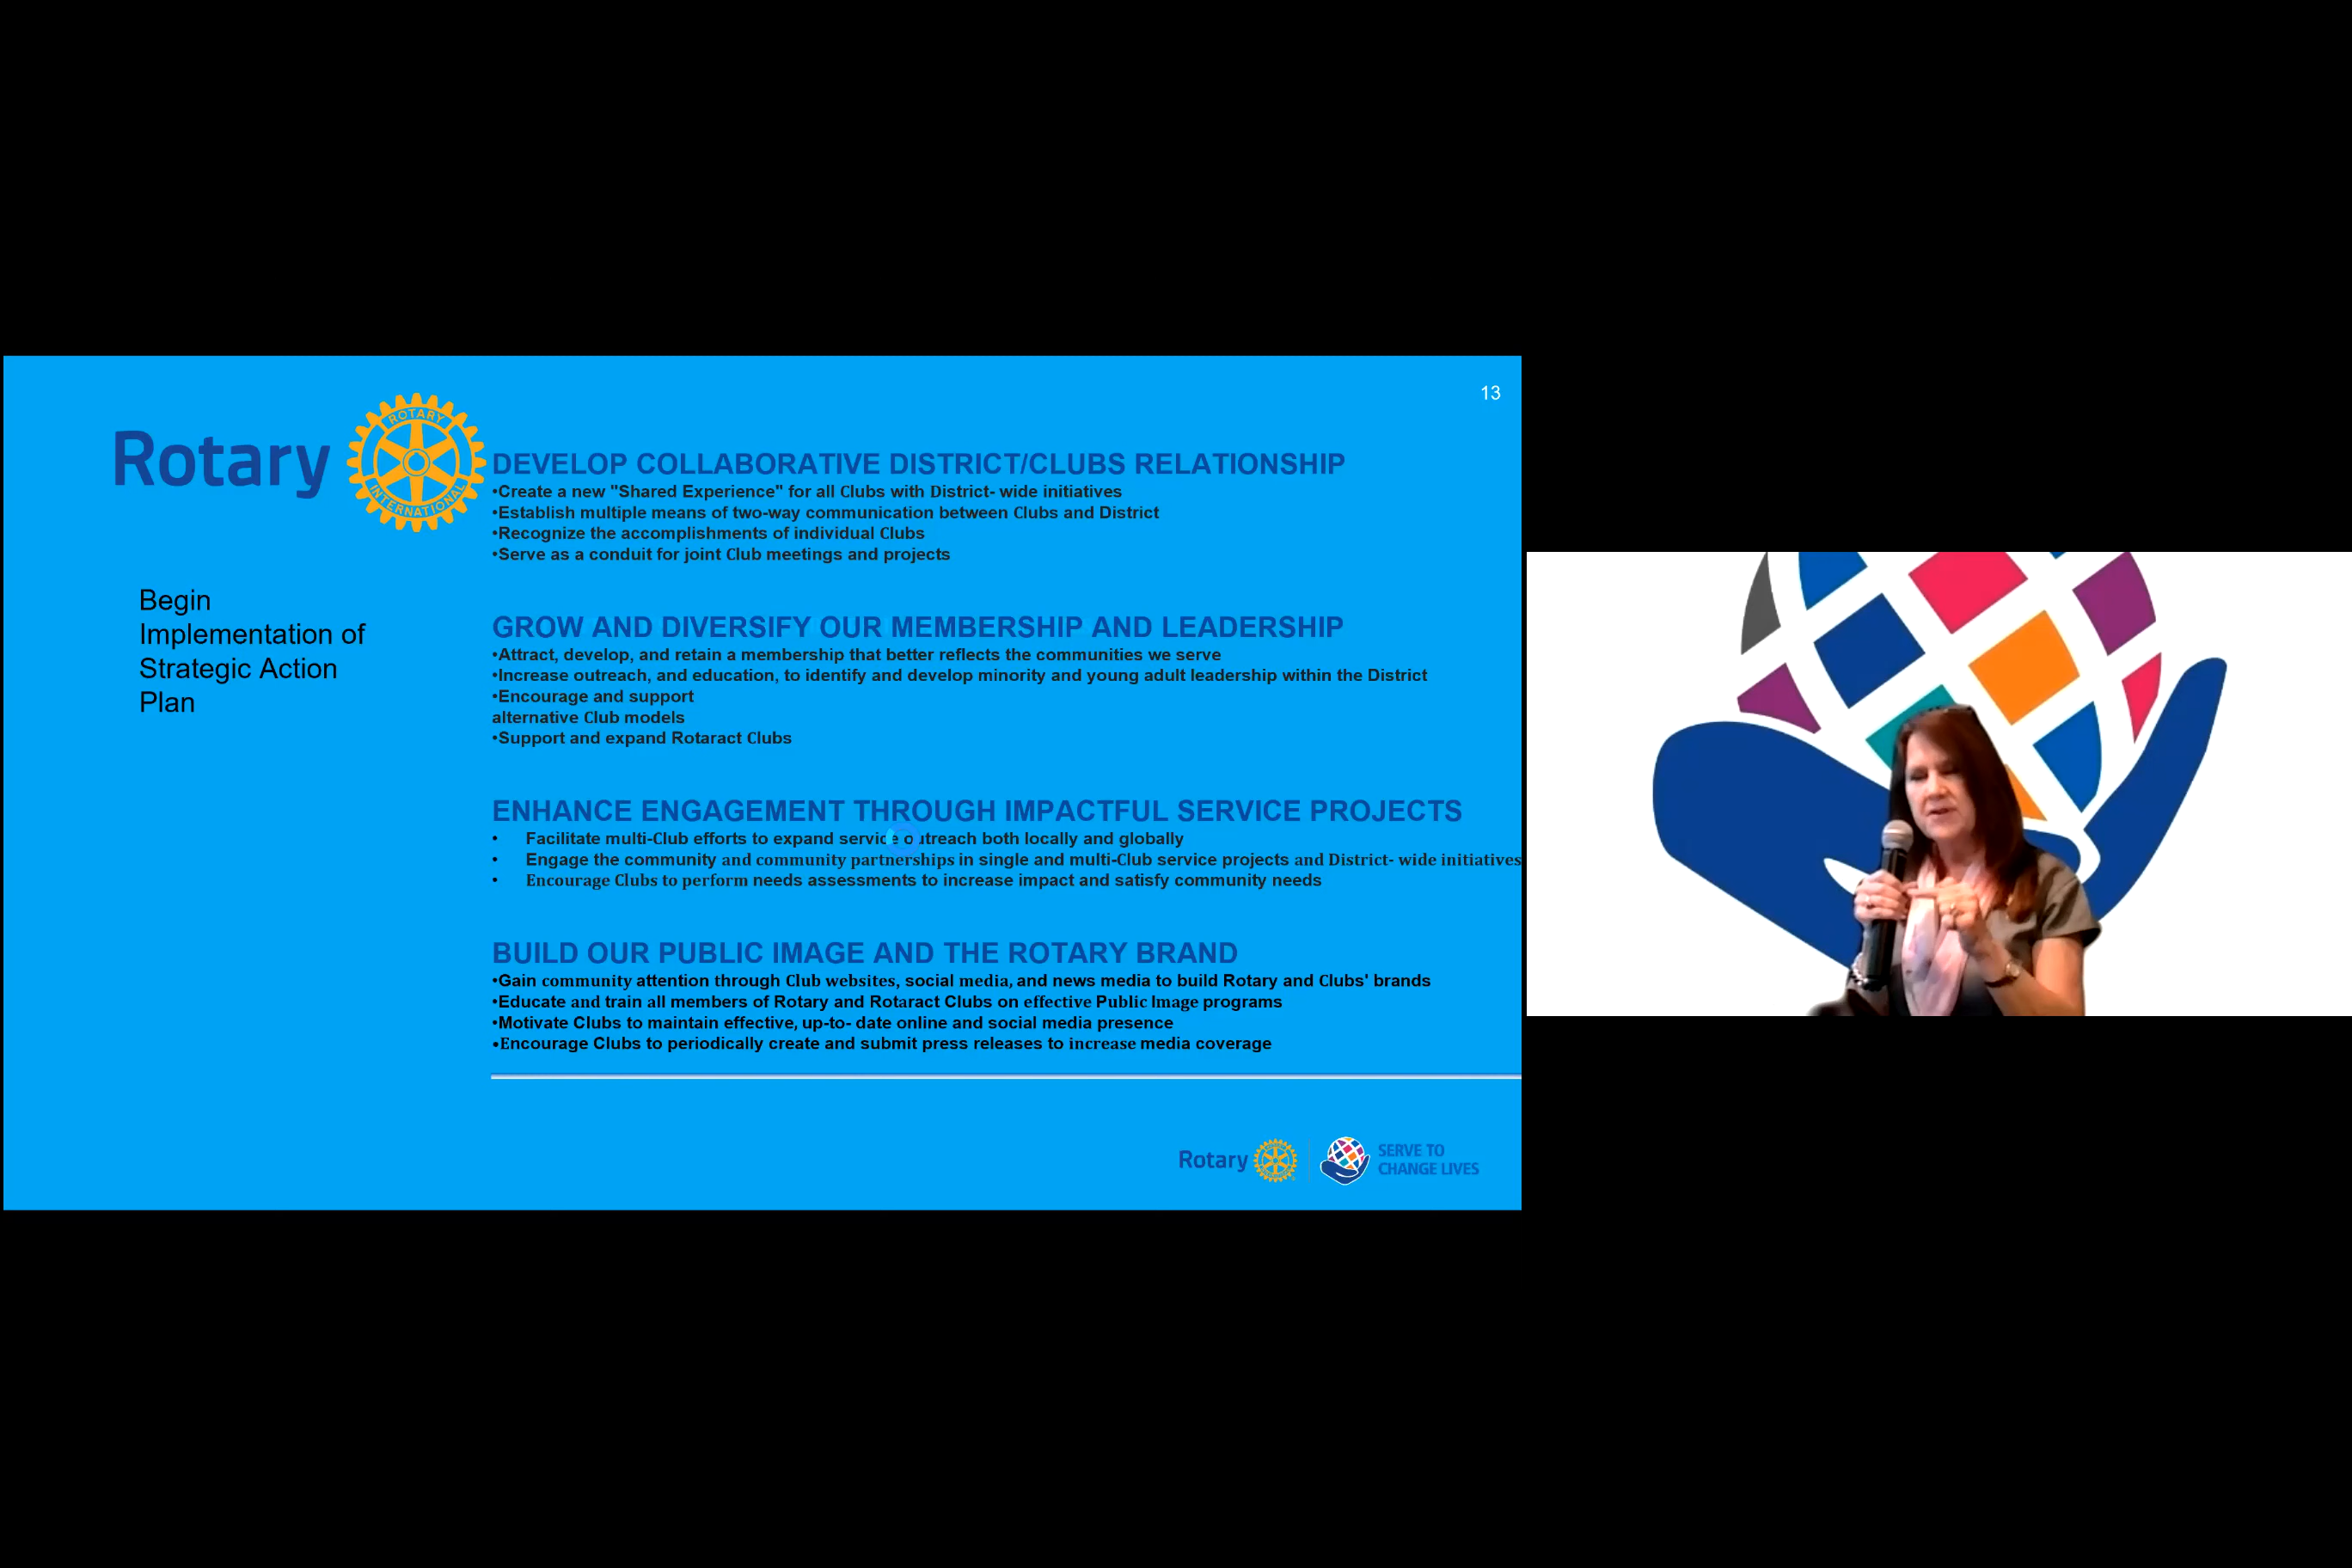 13
Rotary
ROTARY
INTERNATIONAL
Begin
Implementation of
Strategic Action
Plan
DEVELOP COLLABORATIVE DISTRICT/CLUBS RELATIONSHIP
•Create a new "Shared Experience" for all Clubs with District- wide initiatives
•Establish multiple means of two-way communication between Clubs and District
•Recognize the accomplishments of individual Clubs
•Serve as a conduit for joint Club meetings and projects
GROW AND DIVERSIFY OUR MEMBERSHIP AND LEADERSHIP
•Attract, develop, and retain a membership that better reflects the communities we serve
•Increase outreach, and education, to identify and develop minority and young adult leadership within the District
•Encourage and support
alternative Club models
•Support and expand Rotaract Clubs
ENHANCE ENGAGEMENT THROUGH IMPACTFUL SERVICE PROJECTS
• Facilitate multi-Club efforts to expand service outreach both locally and globally
• Engage the community and community partnerships in single and multi-Club service projects and District- wide initiatives
• Encourage Clubs to perform needs assessments to increase impact and satisfy community needs
BUILD OUR PUBLIC IMAGE AND THE ROTARY BRAND
•Gain community attention through Club websites, social media, and news media to build Rotary and Clubs' brands
•Educate and train all members of Rotary and Rotaract Clubs on effective Public Image programs
•Motivate Clubs to maintain effective, up-to- date online and social media presence
•Encourage Clubs to periodically create and submit press releases to increase media coverage
Rotary
SERVE TO
CHANGE LIVES